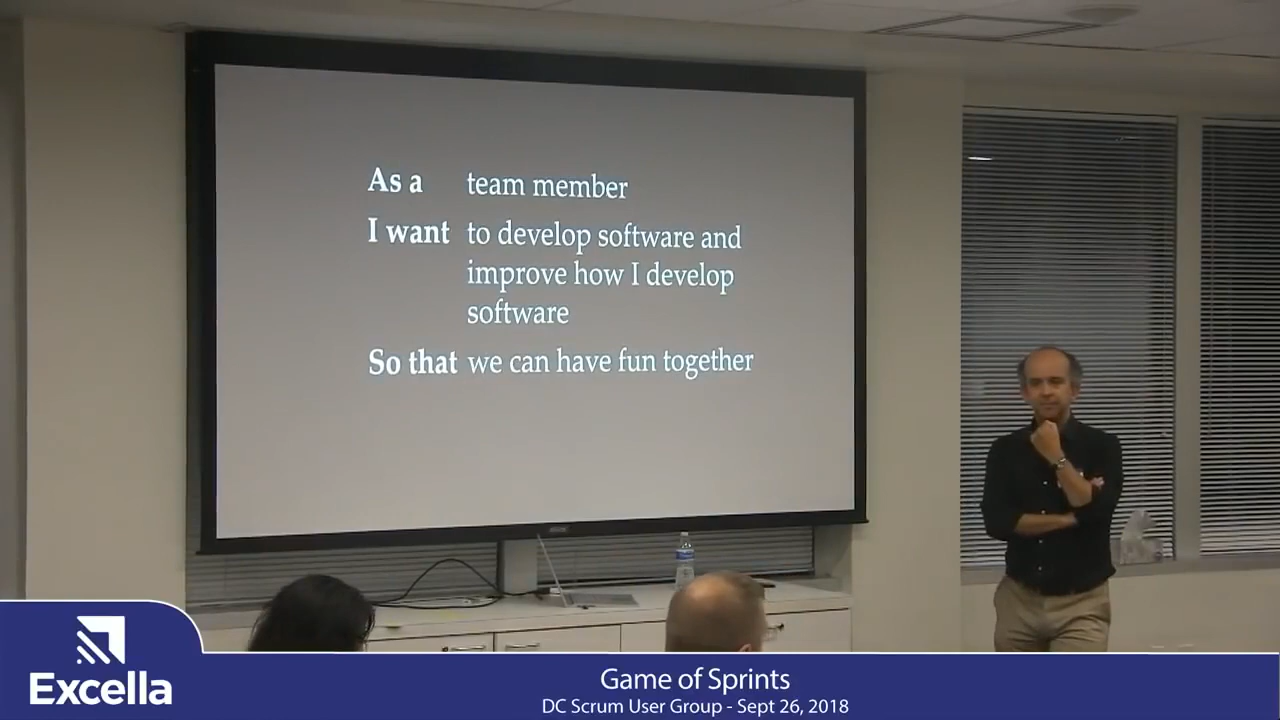 As a team member
I want to develop software and
improve how I develop
software
So that we can have fun together
Excella
Game of Sprints
DC Scrum User Group - Sept 26, 2018